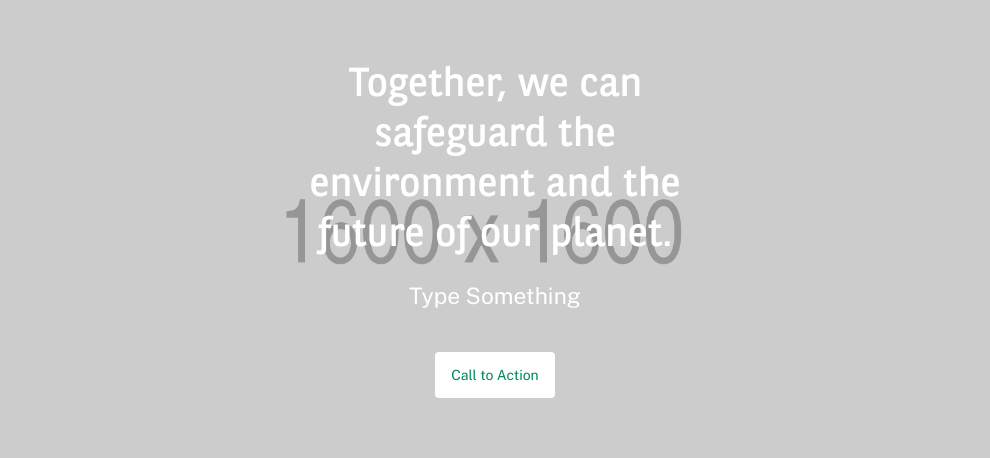 Together, we can
safeguard the
environment and the
future of our planet.
1600 x 1600
Type Something
Call to Action